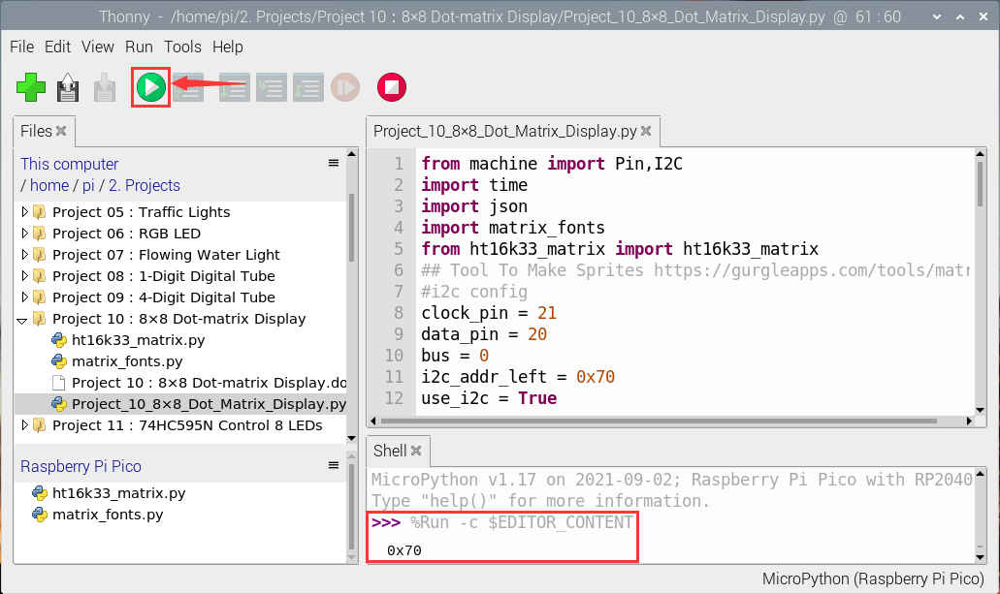 Thonny - /home/pi/2. Projects/Project 10：8×8 Dot-matrix Display/Project_10_8×8_Dot_Matrix_Display.py @ 61 : 60
File Edit View Run Tools Help
Files
This computer
/ home / pi / 2. Projects
Project 05：Traffic Lights
Project 06：RGB LED
Project 07：Flowing Water Light
Project 08：1-Digit Digital Tube
Project 09：4-Digit Digital Tube
Project 10：8×8 Dot-matrix Display
ht16k33_matrix.py
matrix_fonts.py
Project 10：8×8 Dot-matrix Display.do
Project_10_8×8_Dot_Matrix_Display.py
Project 11：74HC595N Control 8 LEDs
Raspberry Pi Pico
ht16k33_matrix.py
matrix_fonts.py
Project_10_8×8_Dot_Matrix_Display.py
1 from machine import Pin,I2C
2 import time
3 import json
4 import matrix_fonts
5 from ht16k33_matrix import ht16k33_matrix
6 ## Tool To Make Sprites https://gurgleapps.com/tools/matr
7 #i2c config
8 clock_pin = 21
9 data_pin = 20
10 bus = 0
11 i2c_addr_left = 0x70
12 use_i2c = True
Shell
MicroPython v1.17 on 2021-09-02; Raspberry Pi Pico with RP2040
Type "help()" for more information.
>>> %Run -c $EDITOR_CONTENT
0x70
MicroPython (Raspberry Pi Pico)